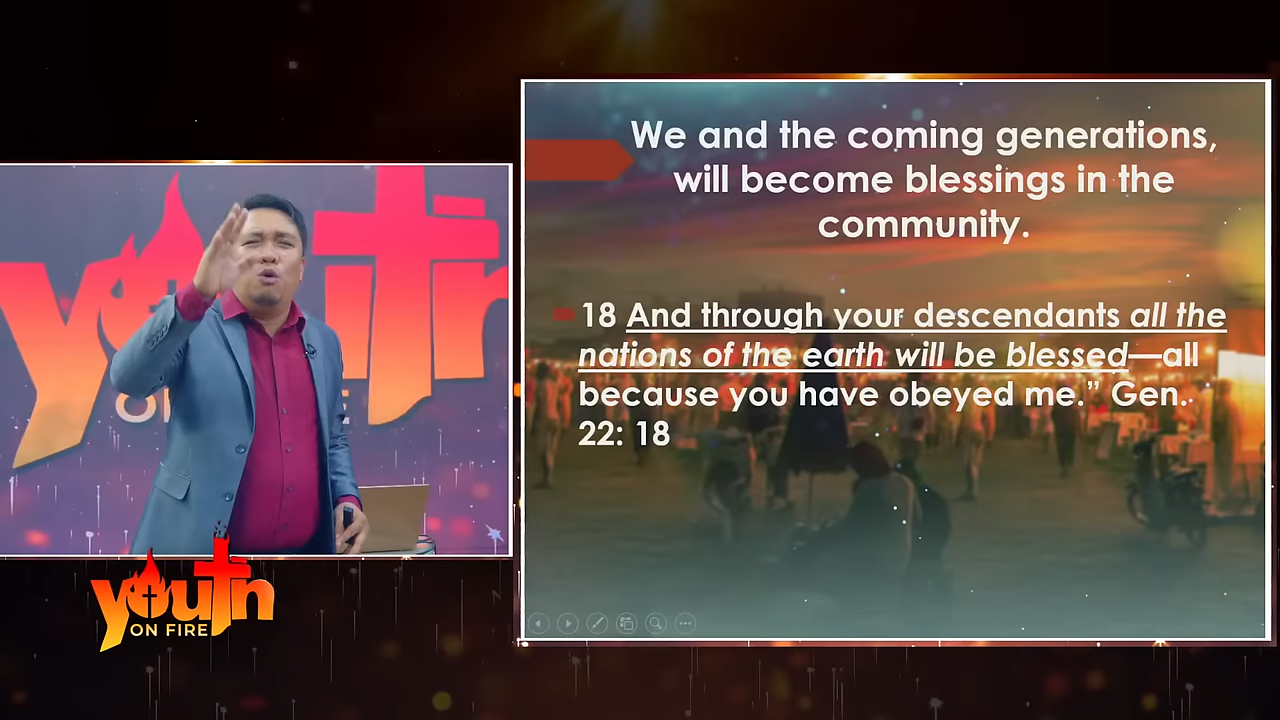 We and the coming generations,
will become blessings in the
community.
18 And through your descendants all the
nations of the earth will be blessed—all
because you have obeyed me.” Gen.
22: 18
youth
youth
ON FIRE